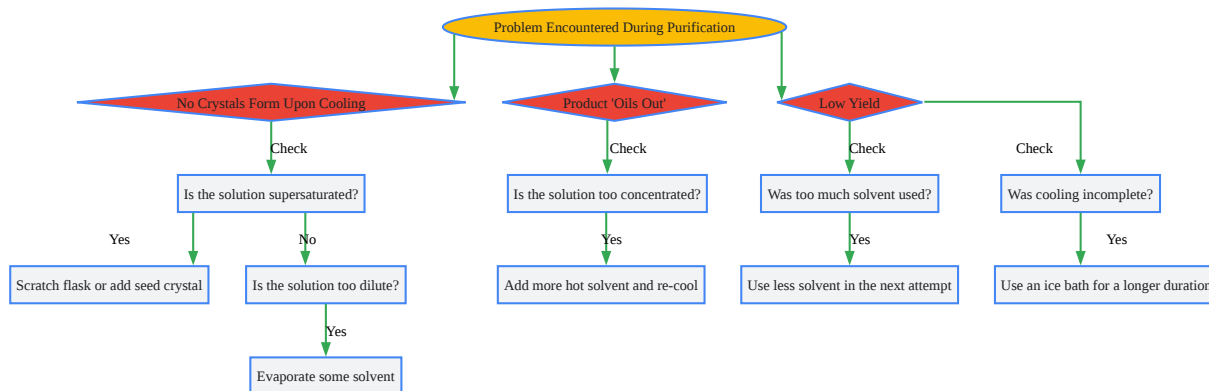 Problem Encountered During Purification
No Crystals Form Upon Cooling
Product 'Oils Out'
Low Yield
Check
Check
Check
Check
Is the solution supersaturated?
Is the solution too concentrated?
Was too much solvent used?
Was cooling incomplete?
Yes
No
Yes
Yes
Yes
Scratch flask or add seed crystal
Is the solution too dilute?
Add more hot solvent and re-cool
Use less solvent in the next attempt
Use an ice bath for a longer duration
Yes
Evaporate some solvent